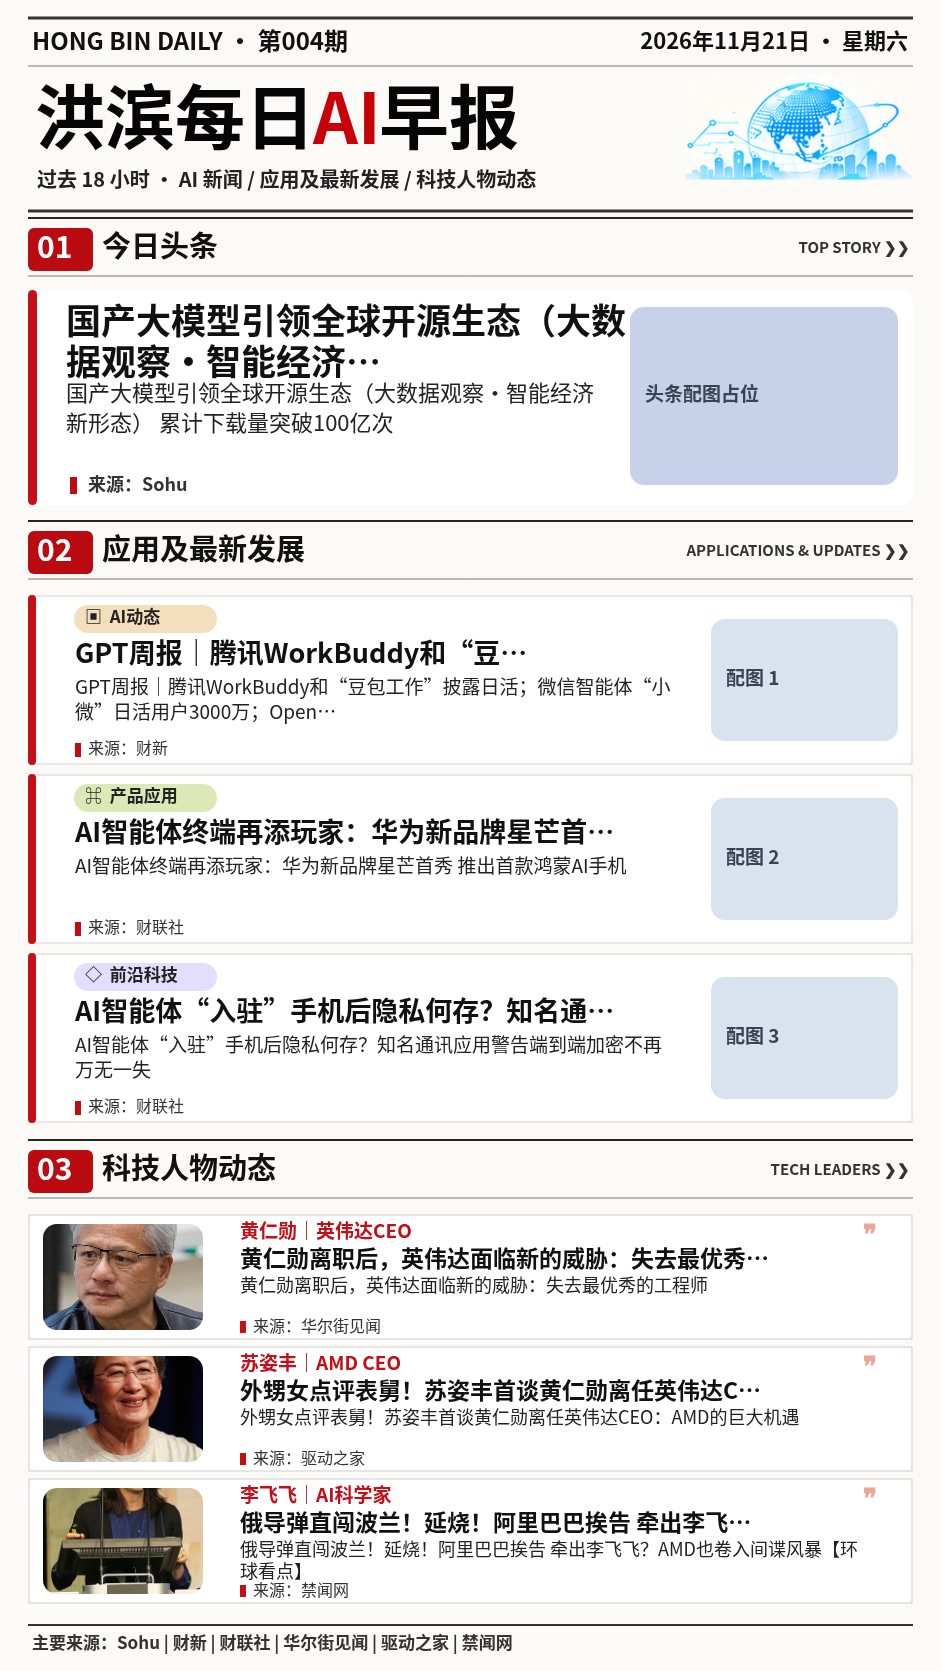 HONG BIN DAILY · 第004期
2026年11月21日 · 星期六
洪滨每日AI早报
过去 18 小时 · AI 新闻 / 应用及最新发展 / 科技人物动态
01 今日头条
TOP STORY ❯❯
国产大模型引领全球开源生态（大数
据观察·智能经济…
国产大模型引领全球开源生态（大数据观察·智能经济
新形态） 累计下载量突破100亿次
来源：Sohu
头条配图占位
02 应用及最新发展
APPLICATIONS & UPDATES ❯❯
▣ AI动态
GPT周报｜腾讯WorkBuddy和“豆…
GPT周报｜腾讯WorkBuddy和“豆包工作”披露日活；微信智能体“小
微”日活用户3000万；Open…
来源：财新
配图 1
⌘ 产品应用
AI智能体终端再添玩家：华为新品牌星芒首…
AI智能体终端再添玩家：华为新品牌星芒首秀 推出首款鸿蒙AI手机
来源：财联社
配图 2
◇ 前沿科技
AI智能体“入驻”手机后隐私何存？知名通…
AI智能体“入驻”手机后隐私何存？知名通讯应用警告端到端加密不再
万无一失
来源：财联社
配图 3
03 科技人物动态
TECH LEADERS ❯❯
黄仁勋｜英伟达CEO
黄仁勋离职后，英伟达面临新的威胁：失去最优秀…
黄仁勋离职后，英伟达面临新的威胁：失去最优秀的工程师
来源：华尔街见闻
苏姿丰｜AMD CEO
外甥女点评表舅！苏姿丰首谈黄仁勋离任英伟达C…
外甥女点评表舅！苏姿丰首谈黄仁勋离任英伟达CEO：AMD的巨大机遇
来源：驱动之家
李飞飞｜AI科学家
俄导弹直闯波兰！延烧！阿里巴巴挨告 牵出李飞…
俄导弹直闯波兰！延烧！阿里巴巴挨告 牵出李飞飞？AMD也卷入间谍风暴【环
球看点】
来源：禁闻网
主要来源：Sohu | 财新 | 财联社 | 华尔街见闻 | 驱动之家 | 禁闻网